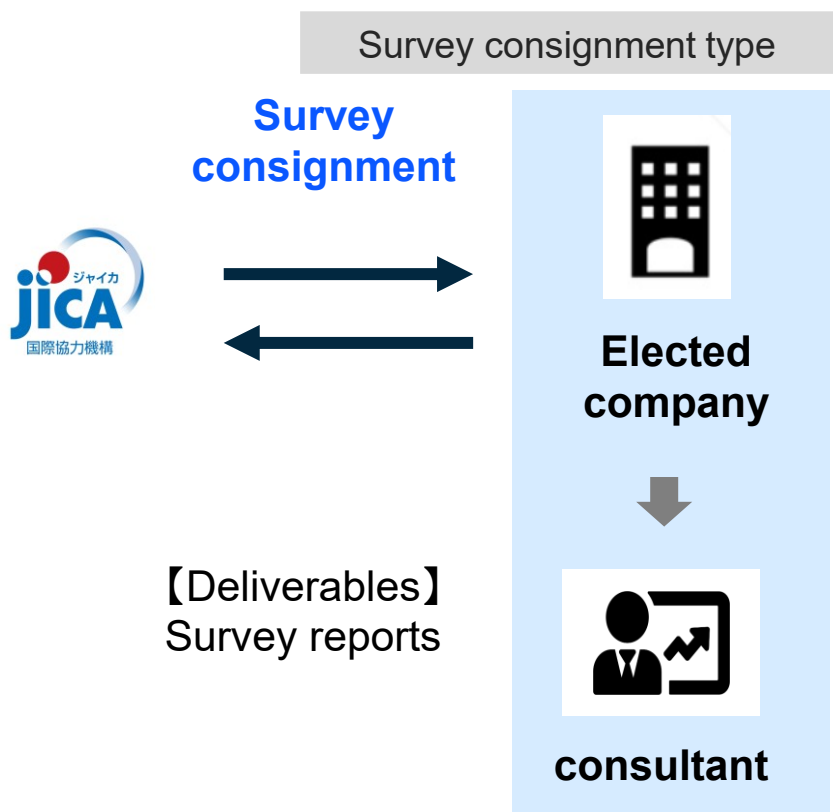 Survey consignment type
Survey
consignment
ジャイカ
jICA
国際協力機構
Elected
company
【Deliverables】
Survey reports
consultant